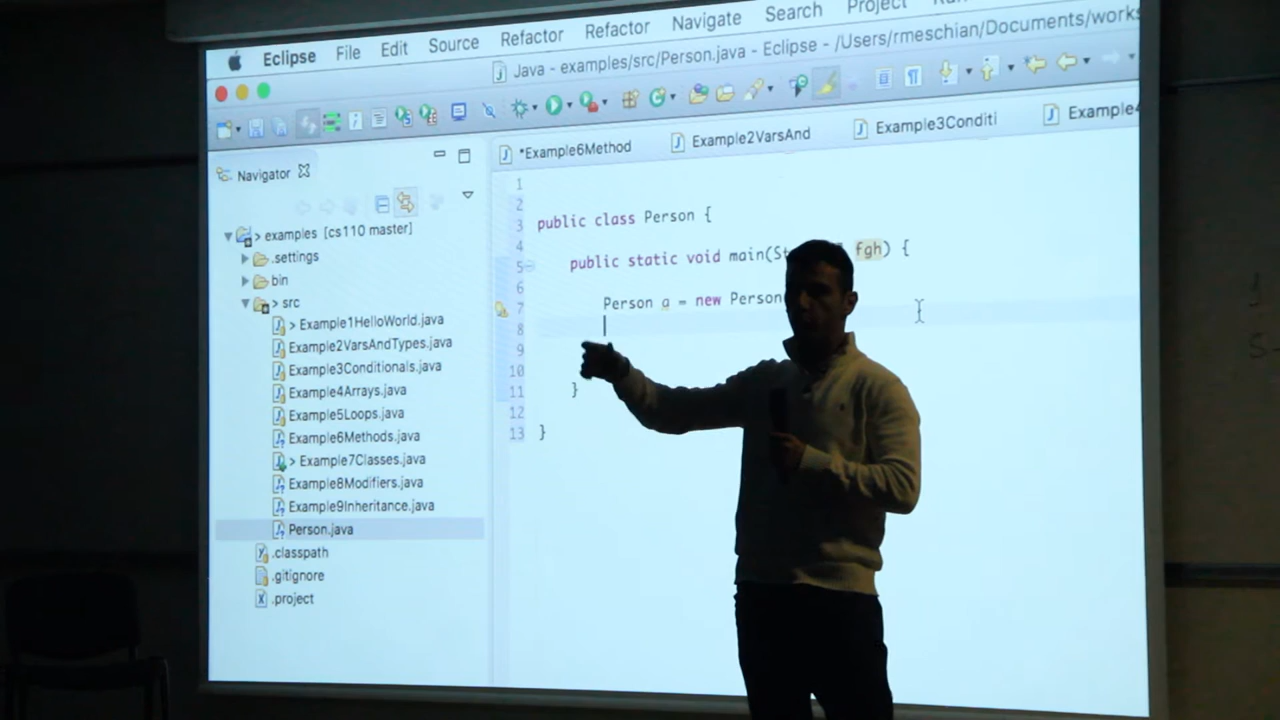 Eclipse File Edit Source Refactor Refactor Navigate Search Project
Java - examples/src/Person.java - Eclipse - /Users/rmeschian/Documents/works
Navigator
*Example6Method Example2VarsAnd Example3Conditi Example4
> examples [cs110 master]
.settings
bin
> src
> Example1HelloWorld.java
Example2VarsAndTypes.java
Example3Conditionals.java
Example4Arrays.java
Example5Loops.java
Example6Methods.java
> Example7Classes.java
Example8Modifiers.java
Example9Inheritance.java
Person.java
.classpath
.gitignore
.project
1
2
3 public class Person {
4
5 public static void main(St fgh) {
6
7 Person a = new Person
8
9
10
11 }
12
13 }